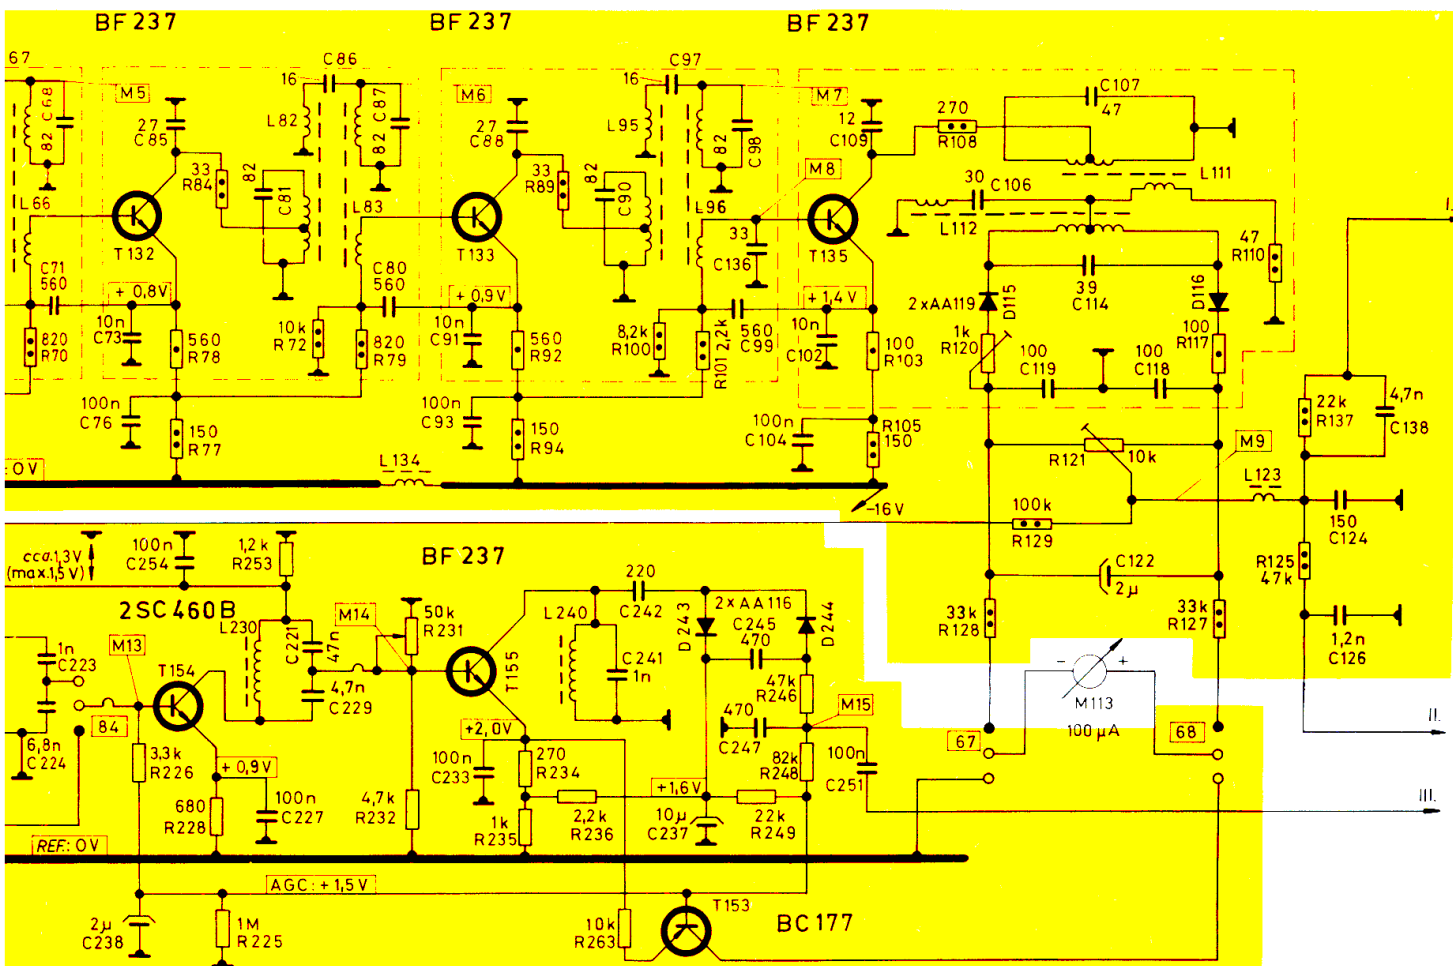 BF 237
BF 237
BF 237
67
C86
C97
C107
47
16
16
M5
M6
M7
82 C68
27
C85
L82
82 C87
27
C88
L95
82
C98
12
C109
270
R108
33
R84
82
C81
33
R89
82
C90
M8
L111
30
C106
L66
L83
L96
L112
T132
T133
T135
33
C136
47
R110
C71
560
+ 0,8V
C80
560
+ 0,9V
+ 1,4V
39
C114
2xAA119
D115
D116
10n
C73
10k
R72
10n
C91
8,2k
R100
2,2k
R101
560
C99
10n
C102
1k
R120
100
R117
820
R70
560
R78
820
R79
560
R92
100
R103
100
C119
100
C118
100n
C76
150
R77
100n
C93
150
R94
100n
C104
R105
150
22k
R137
4,7n
C138
: 0V
L134
R121
10k
M9
L123
-16V
100k
R129
150
C124
I.
cca.1,3V
(max.1,5V)
100n
C254
1,2k
R253
BF 237
C122
2µ
R125
47k
2SC460B
M14
50k
R231
220
C242
2xAA116
C245
470
D243
D244
L230
C221
47n
L240
33k
R128
33k
R127
1,2n
C126
1n
C223
M13
T154
4,7n
C229
T155
C241
1n
47k
R246
-
+
M113
100µA
84
+2,0V
470
C247
M15
67
68
II.
6,8n
C224
3,3k
R226
+ 0,9V
100n
C233
270
R234
82k
R248
100n
C251
680
R228
100n
C227
4,7k
R232
1k
R235
2,2k
R236
+1,6V
10µ
C237
22k
R249
III.
REF.: 0V
AGC : + 1,5V
2µ
C238
1M
R225
10k
R263
T153
BC 177